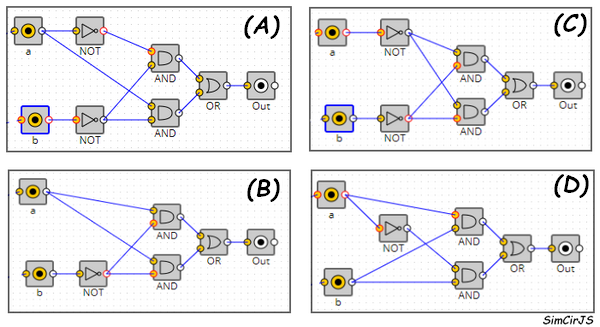 (A)
a
NOT
AND
OR
Out
b
NOT
AND
(C)
a
NOT
AND
OR
Out
b
NOT
AND
(B)
a
AND
OR
Out
b
NOT
AND
(D)
a
NOT
AND
OR
Out
b
AND
SimCirJS